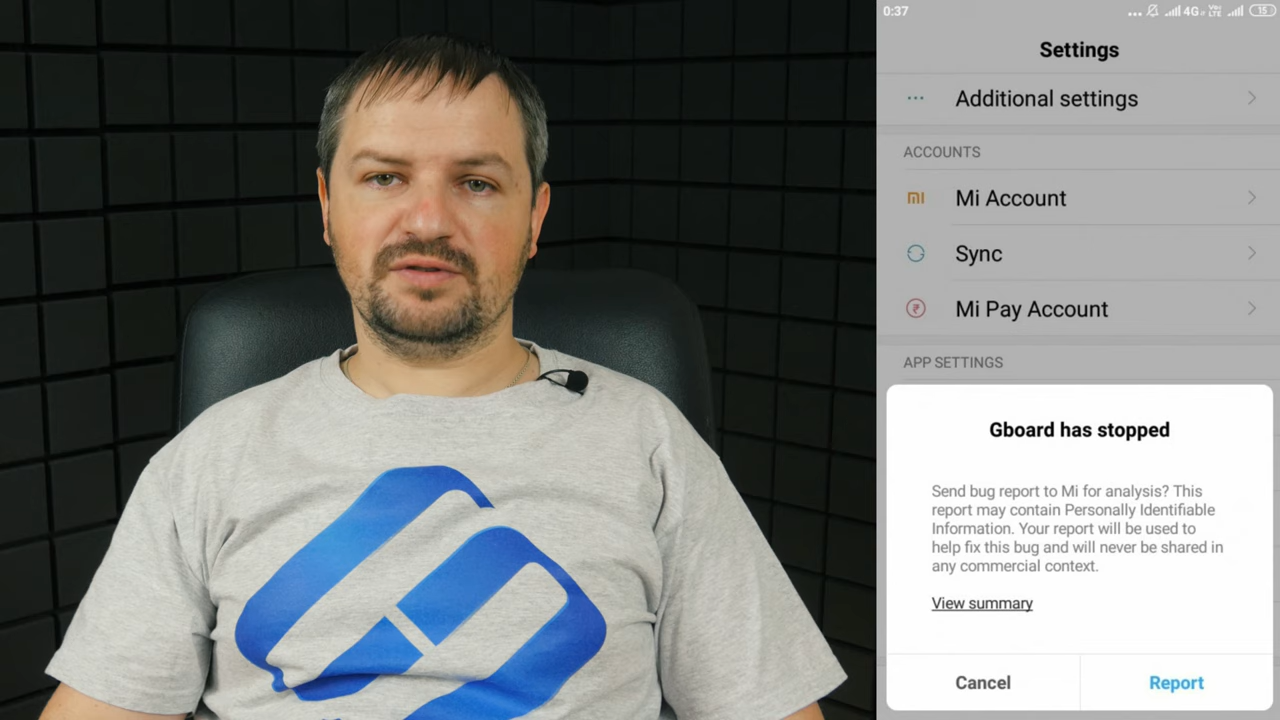 0:37
4G
Vo)
LTE
15
Settings
Additional settings
ACCOUNTS
Mi Account
Sync
Mi Pay Account
APP SETTINGS
Gboard has stopped
Send bug report to Mi for analysis? This
report may contain Personally Identifiable
Information. Your report will be used to
help fix this bug and will never be shared in
any commercial context.
View summary
Cancel
Report